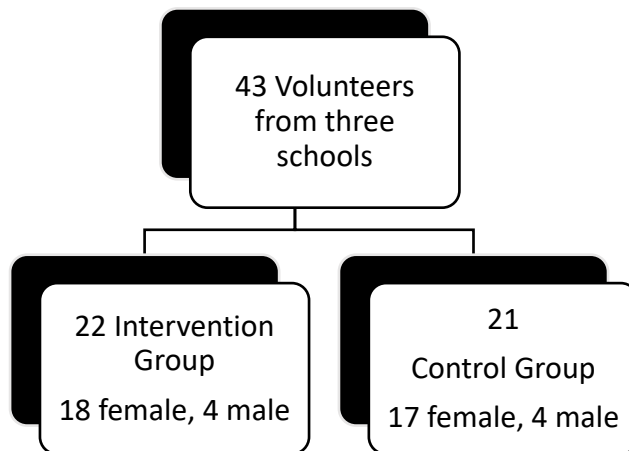 43 Volunteers
from three
schools
22 Intervention
Group
18 female, 4 male
21
Control Group
17 female, 4 male